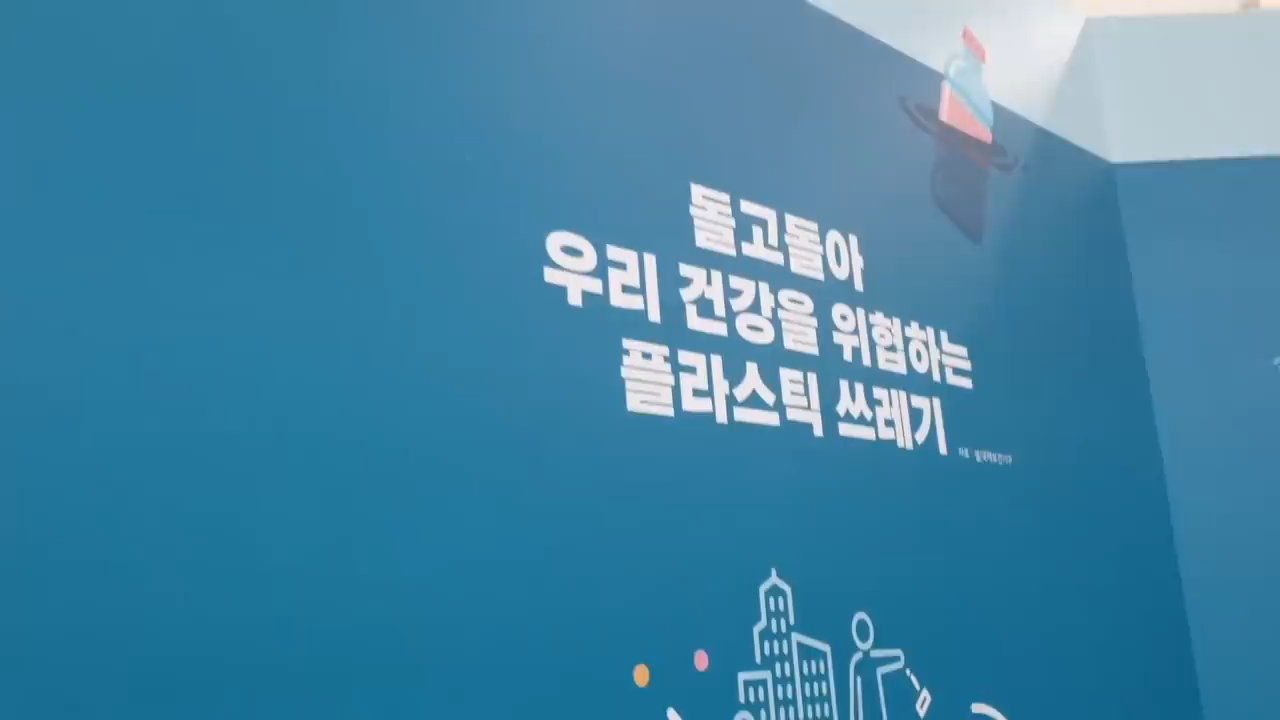 돌고돌아
우리 건강을 위협하는
플라스틱 쓰레기